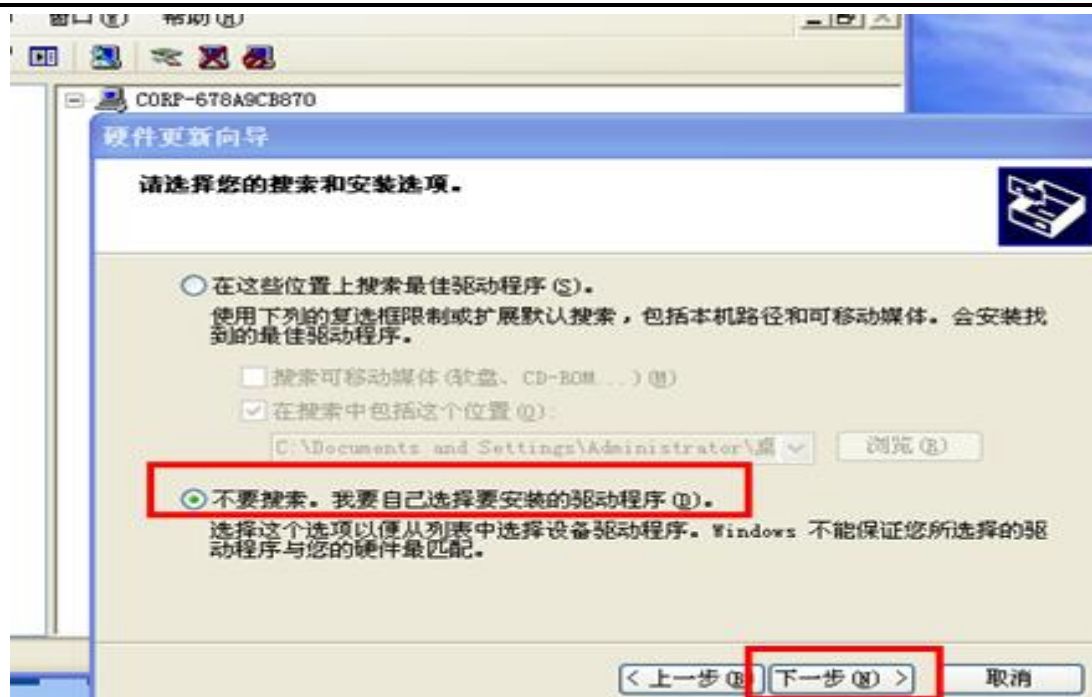 窗口(W) 帮助(H)
CORP-678A9CB870
硬件更新向导
请选择您的搜索和安装选项。
在这些位置上搜索最佳驱动程序(S)。
使用下列的复选框限制或扩展默认搜索，包括本机路径和可移动媒体。会安装找
到的最佳驱动程序。
搜索可移动媒体(软盘、CD-ROM...)(M)
在搜索中包括这个位置(O):
C:\Documents and Settings\Administrator\桌
浏览(R)
不要搜索。我要自己选择要安装的驱动程序(D)。
选择这个选项以便从列表中选择设备驱动程序。Windows 不能保证您所选择的驱
动程序与您的硬件最匹配。
< 上一步(B) 下一步(N) > 取消